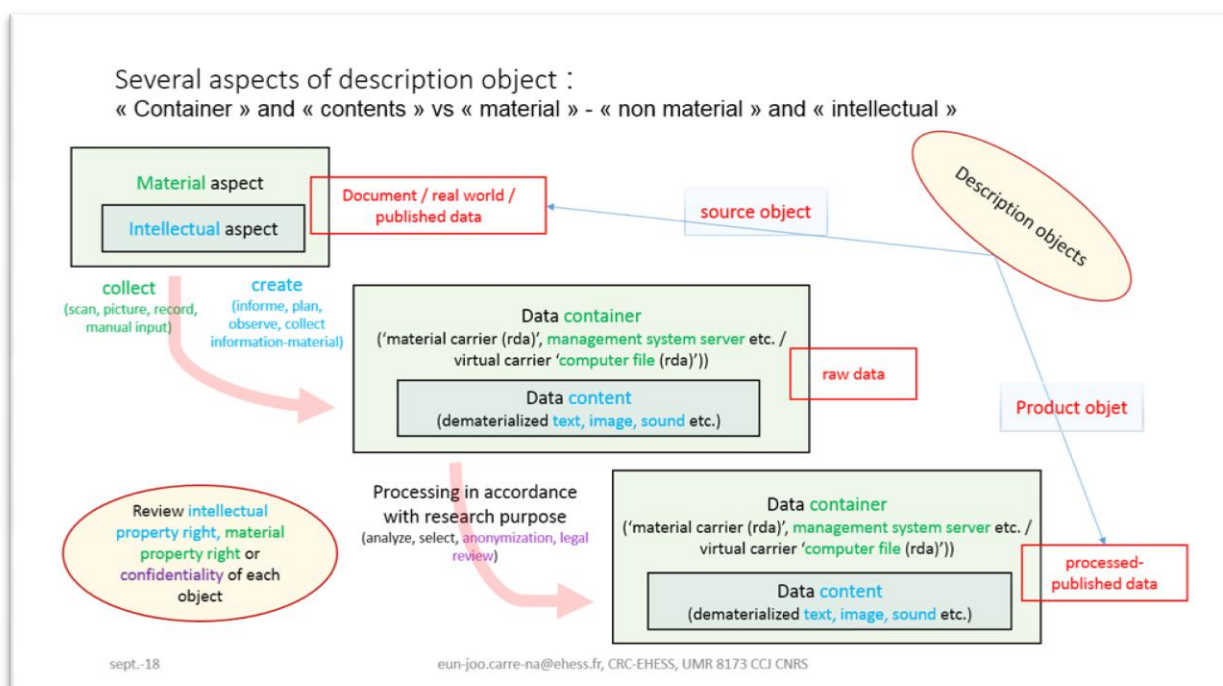 Several aspects of description object :
« Container » and « contents » vs « material » - « non material » and « intellectual »
Material aspect
Intellectual aspect
Document / real world /
published data
source object
Description objects
collect
(scan, picture, record,
manual input)
create
(informe, plan,
observe, collect
information-material)
Data container
(‘material carrier (rda)’, management system server etc. /
virtual carrier ‘computer file (rda)’))
Data content
(dematerialized text, image, sound etc.)
raw data
Product objet
Review intellectual
property right, material
property right or
confidentiality of each
object
Processing in accordance
with research purpose
(analyze, select, anonymization, legal
review)
Data container
(‘material carrier (rda)’, management system server etc. /
virtual carrier ‘computer file (rda)’))
Data content
(dematerialized text, image, sound etc.)
processed-
published data
sept.-18
eun-joo.carre-na@ehess.fr, CRC-EHESS, UMR 8173 CCJ CNRS